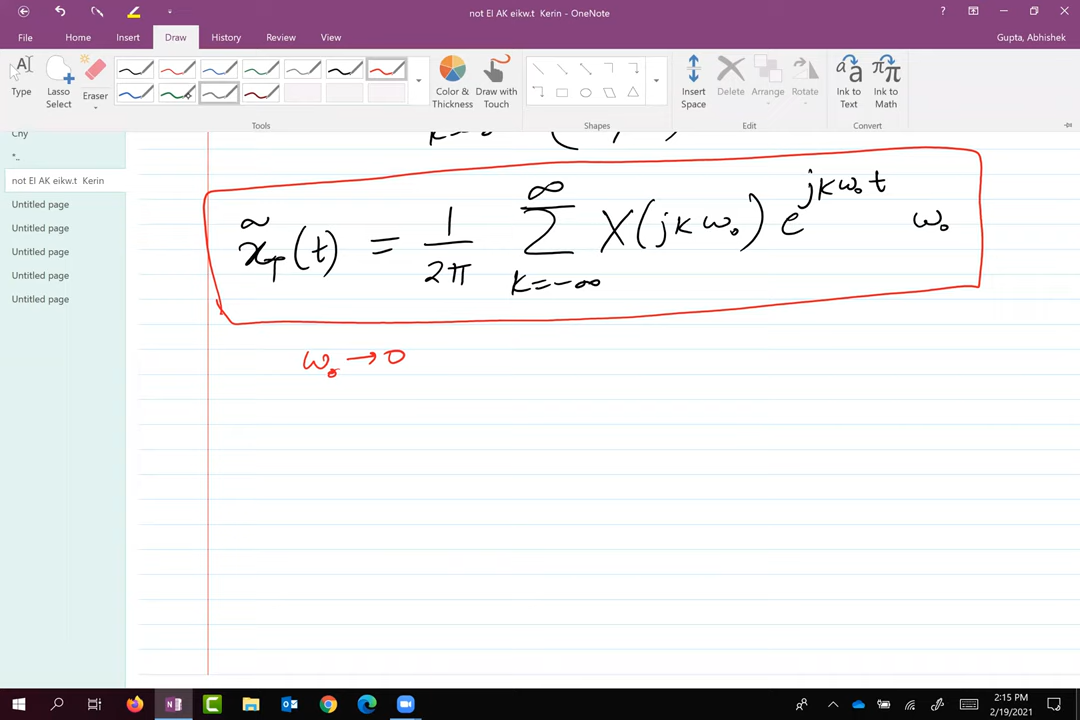 not EI AK eikw.t Kerin - OneNote
File Home Insert Draw History Review View
Gupta, Abhishek
Type
Lasso Select
Eraser
Color & Thickness
Draw with Touch
Insert Space
Delete
Arrange
Rotate
Ink to Text
Ink to Math
Tools
Shapes
Edit
Convert
Chy
*_
not EI AK eikw.t Kerin
Untitled page
Untitled page
Untitled page
Untitled page
Untitled page
x̃_T(t) = 1/2π ∑_{k=-∞}^{∞} X(jkω₀) e^{jkω₀t} ω₀
ω₀ → 0
2:15 PM
2/19/2021